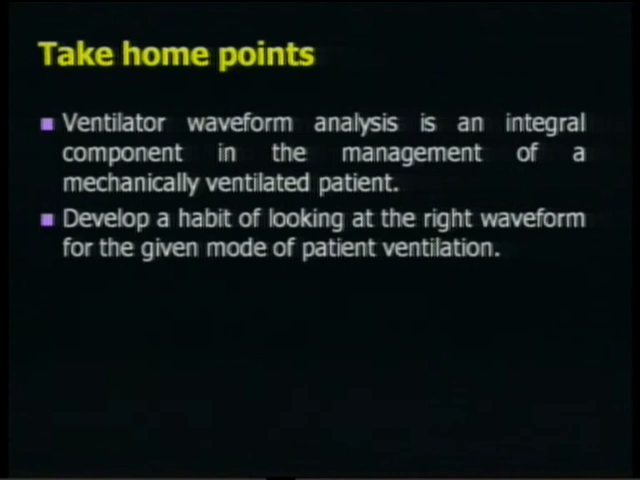 Take home points
Ventilator waveform analysis is an integral
component in the management of a
mechanically ventilated patient.
Develop a habit of looking at the right waveform
for the given mode of patient ventilation.